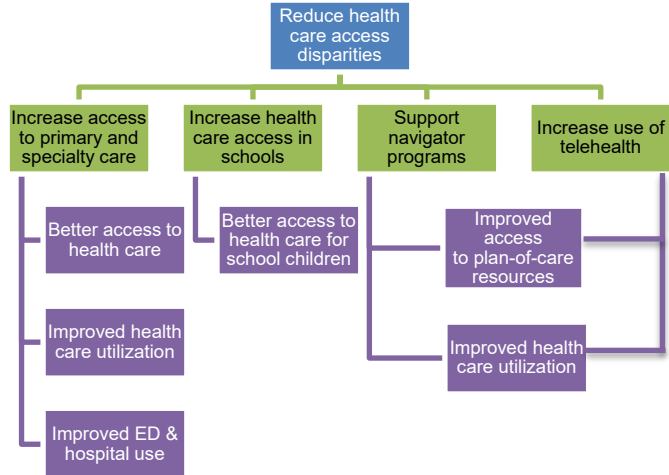 Reduce health
care access
disparities
Increase access
to primary and
specialty care
Increase health
care access in
schools
Support
navigator
programs
Increase use of
telehealth
Better access to
health care
Better access to
health care for
school children
Improved
access
to plan-of-care
resources
Improved health
care utilization
Improved health
care utilization
Improved ED &
hospital use